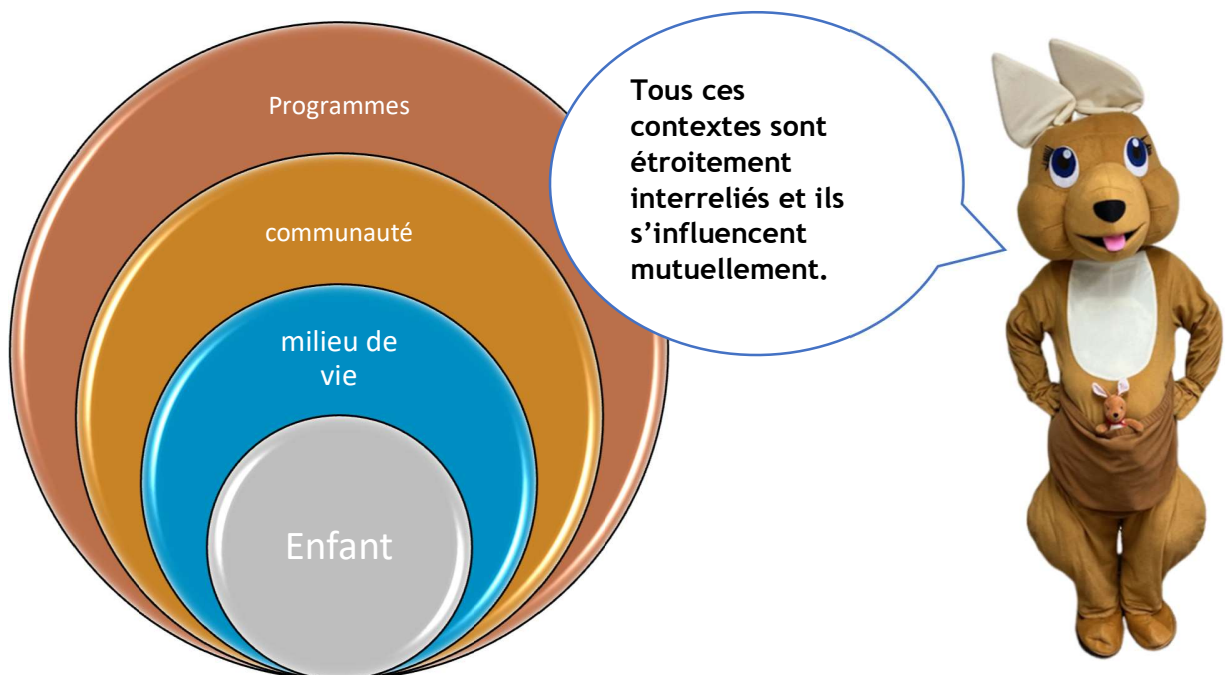 Programmes
communauté
milieu de
vie
Enfant
Tous ces
contextes sont
étroitement
interreliés et ils
s’influencent
mutuellement.